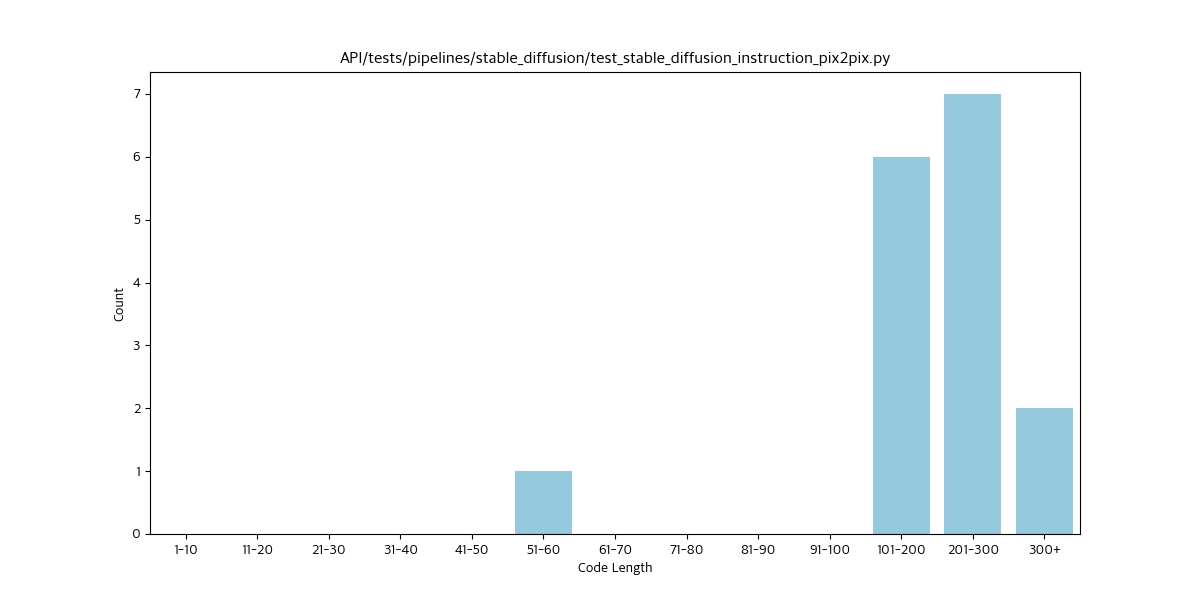 API/tests/pipelines/stable_diffusion/test_stable_diffusion_instruction_pix2pix.py
7
6
5
4
3
2
1
0
Count
1-10 11-20 21-30 31-40 41-50 51-60 61-70 71-80 81-90 91-100 101-200 201-300 300+
Code Length